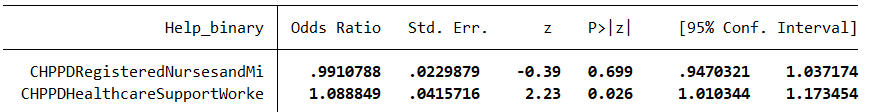 Help_binary Odds Ratio Std. Err. z P>|z| [95% Conf. Interval]
CHPPDRegisteredNursesandMi .9910788 .0229879 -0.39 0.699 .9470321 1.037174
CHPPDHealthcareSupportWorke 1.088849 .0415716 2.23 0.026 1.010344 1.173454